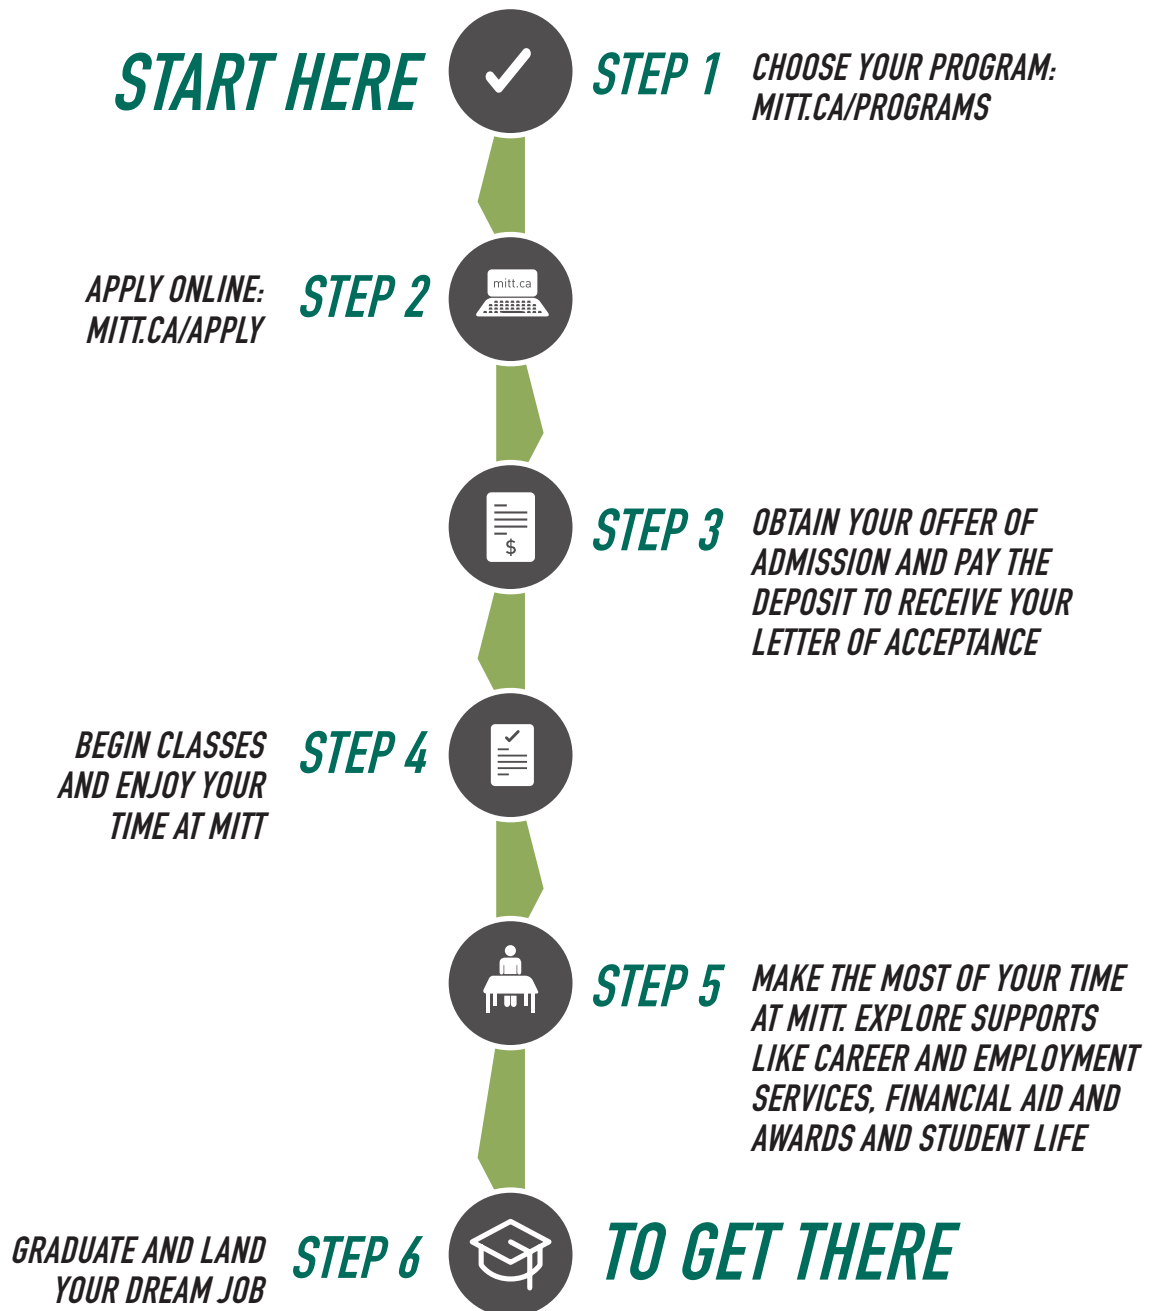 START HERE
STEP 1
CHOOSE YOUR PROGRAM:
MITT.CA/PROGRAMS
APPLY ONLINE:
MITT.CA/APPLY
STEP 2
mitt.ca
STEP 3
OBTAIN YOUR OFFER OF
ADMISSION AND PAY THE
DEPOSIT TO RECEIVE YOUR
LETTER OF ACCEPTANCE
$
BEGIN CLASSES
AND ENJOY YOUR
TIME AT MITT
STEP 4
STEP 5
MAKE THE MOST OF YOUR TIME
AT MITT. EXPLORE SUPPORTS
LIKE CAREER AND EMPLOYMENT
SERVICES, FINANCIAL AID AND
AWARDS AND STUDENT LIFE
GRADUATE AND LAND
YOUR DREAM JOB
STEP 6
TO GET THERE